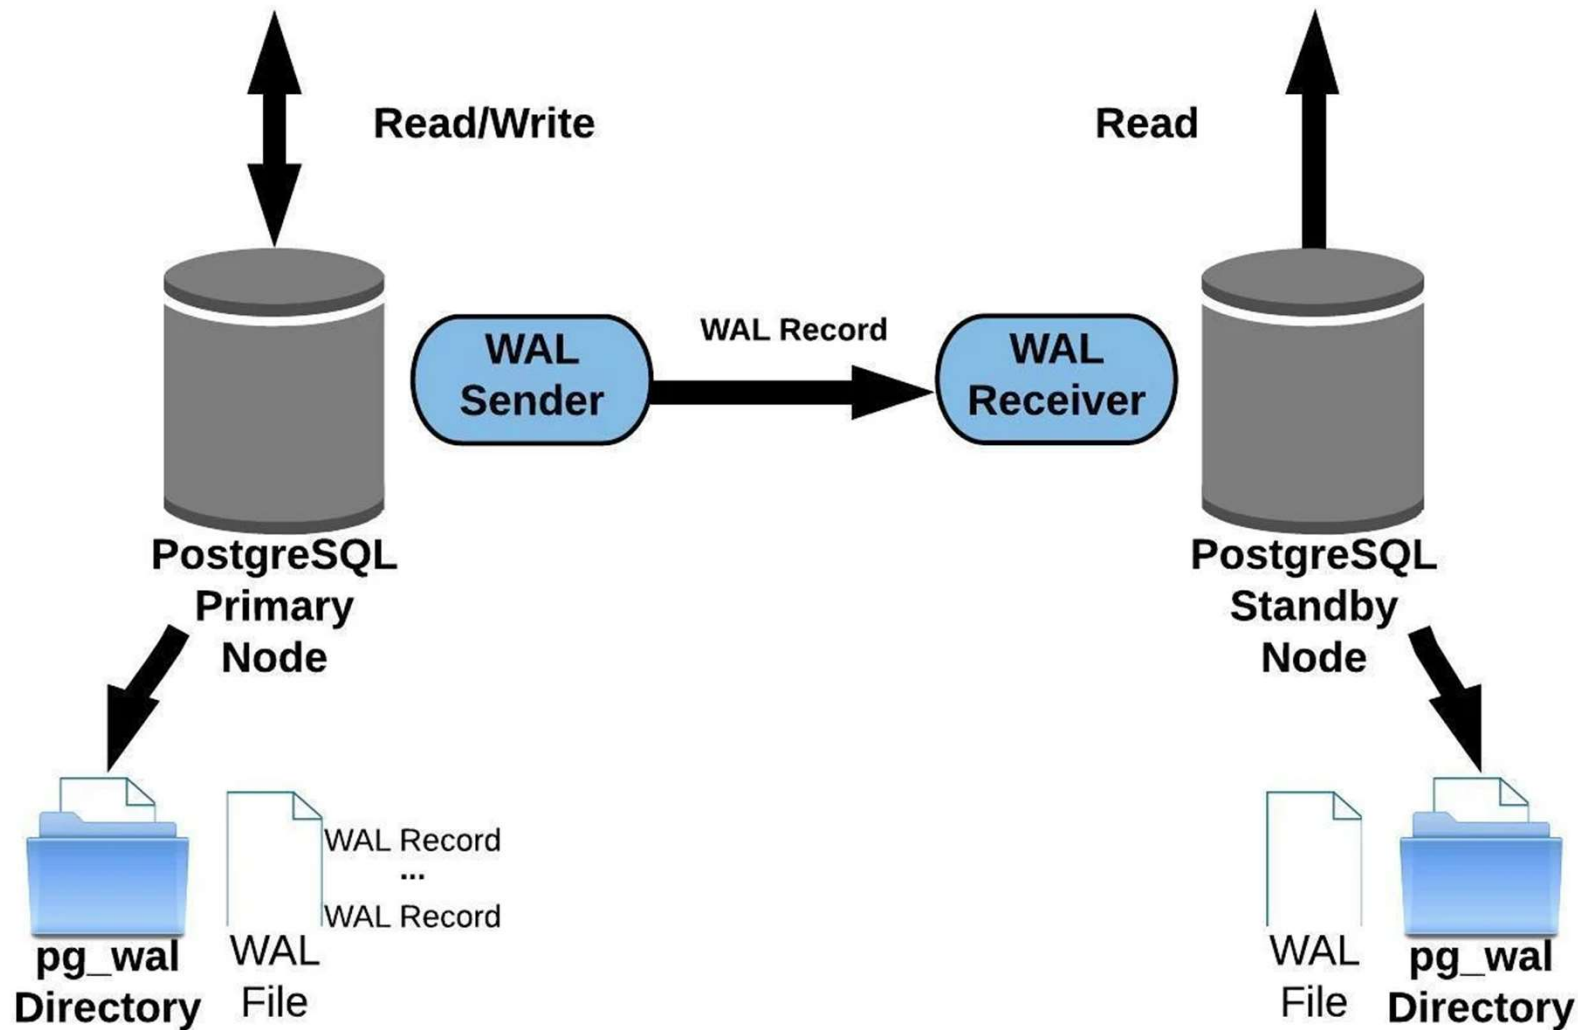 Read/Write
Read
WAL
Sender
WAL Record
WAL
Receiver
PostgreSQL
Primary
Node
PostgreSQL
Standby
Node
WAL Record
...
WAL Record
pg_wal
Directory
WAL
File
WAL
File
pg_wal
Directory